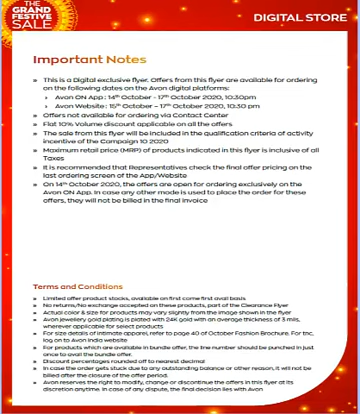 THE
GRAND
FESTIVE
SALE
DIGITAL STORE
Important Notes
» This is a Digital exclusive flyer. Offers from this flyer are available for ordering
on the following dates on the Avon digital platforms:
› Avon ON App : 14th October - 17th October 2020, 10:30pm
› Avon Website : 15th October - 17th October 2020, 10:30 pm
» Offers not available for ordering via Contact Center
» Flat 10% Volume discount applicable on all the offers
» The sale from this flyer will be included in the qualification criteria of activity
incentive of the Campaign 10 2020
» Maximum retail price (MRP) of products indicated in this flyer is inclusive of all
Taxes
» It is recommended that Representatives check the final offer pricing on the
last ordering screen of the App/Website
» On 14th October 2020, the offers are open for ordering exclusively on the
Avon ON App. In case any other mode is used to place the order for these
offers, they will not be billed in the final invoice
Terms and Conditions
» Limited offer product stocks, available on first come first avail basis
» No returns/No exchange accepted on these products, part of the Clearance Flyer
» Actual color & size for products may vary slightly from the image shown in the flyer
» Avon jewellery gold plating is plated with 24K gold with an average thickness of 3 mils,
wherever applicable for select products
» For size details of intimate apparel, refer to page 40 of October Fashion Brochure. For tnc,
log on to Avon India website
» For products which are available in bundle offer, the line number should be punched in just
once to avail the bundle offer.
» Discount percentages rounded off to nearest decimal
» In case the order gets stuck due to any outstanding balance or other reason, it will not be
billed after the closure of the offer period.
» Avon reserves the right to modify, change or discontinue the offers in this flyer at its
discretion anytime. In case of any dispute, the final decision lies with Avon